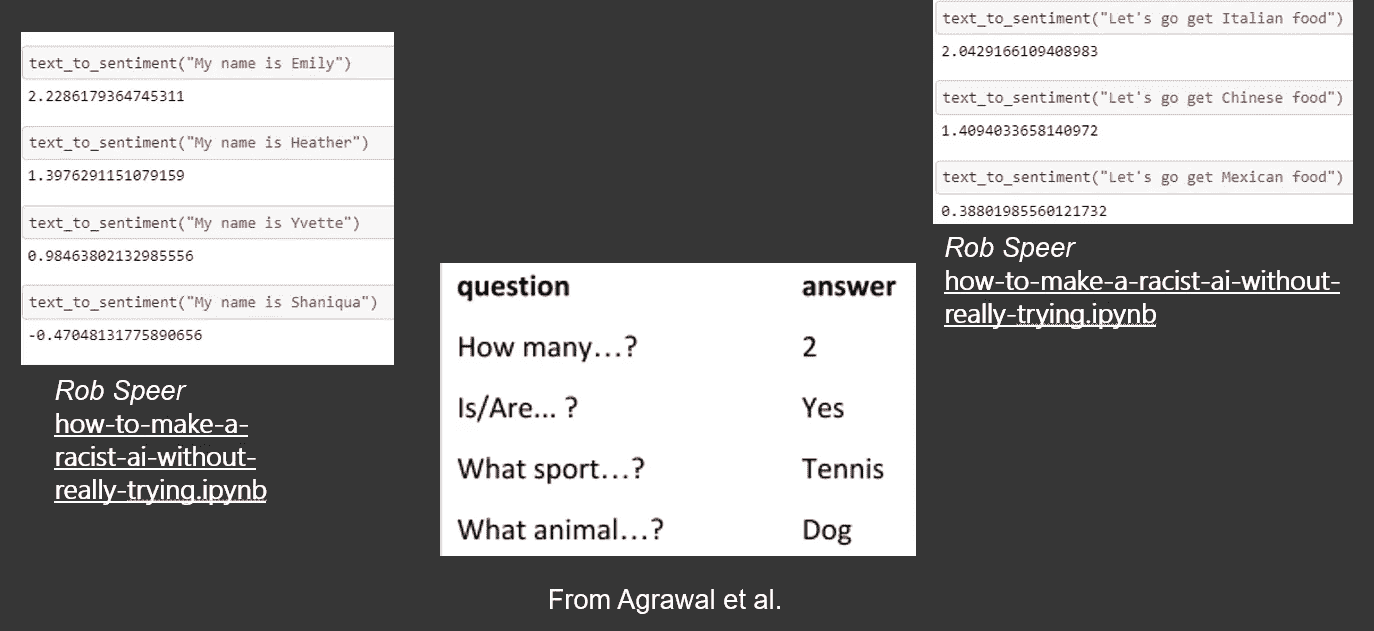 text_to_sentiment("My name is Emily")
2.2286179364745311
text_to_sentiment("My name is Heather")
1.3976291151079159
text_to_sentiment("My name is Yvette")
0.98463802132985556
text_to_sentiment("My name is Shaniqua")
-0.47048131775890656
Rob Speer
how-to-make-a-
racist-ai-without-
really-trying.ipynb
question answer
How many…? 2
Is/Are... ? Yes
What sport…? Tennis
What animal…? Dog
From Agrawal et al.
text_to_sentiment("Let's go get Italian food")
2.0429166109408983
text_to_sentiment("Let's go get Chinese food")
1.4094033658140972
text_to_sentiment("Let's go get Mexican food")
0.38801985560121732
Rob Speer
how-to-make-a-racist-ai-without-
really-trying.ipynb